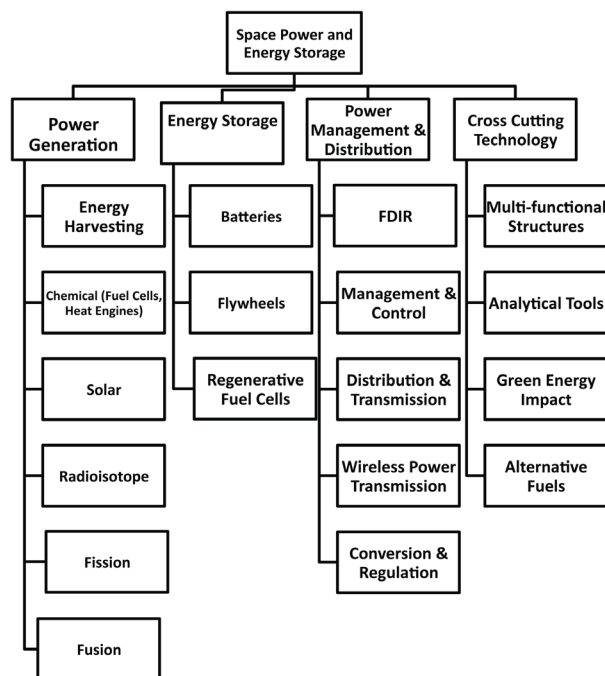 Space Power and
Energy Storage
Power
Generation
Energy Storage
Power
Management &
Distribution
Cross Cutting
Technology
Energy
Harvesting
Chemical (Fuel Cells,
Heat Engines)
Solar
Radioisotope
Fission
Fusion
Batteries
Flywheels
Regenerative
Fuel Cells
FDIR
Management &
Control
Distribution &
Transmission
Wireless Power
Transmission
Conversion &
Regulation
Multi-functional
Structures
Analytical Tools
Green Energy
Impact
Alternative
Fuels